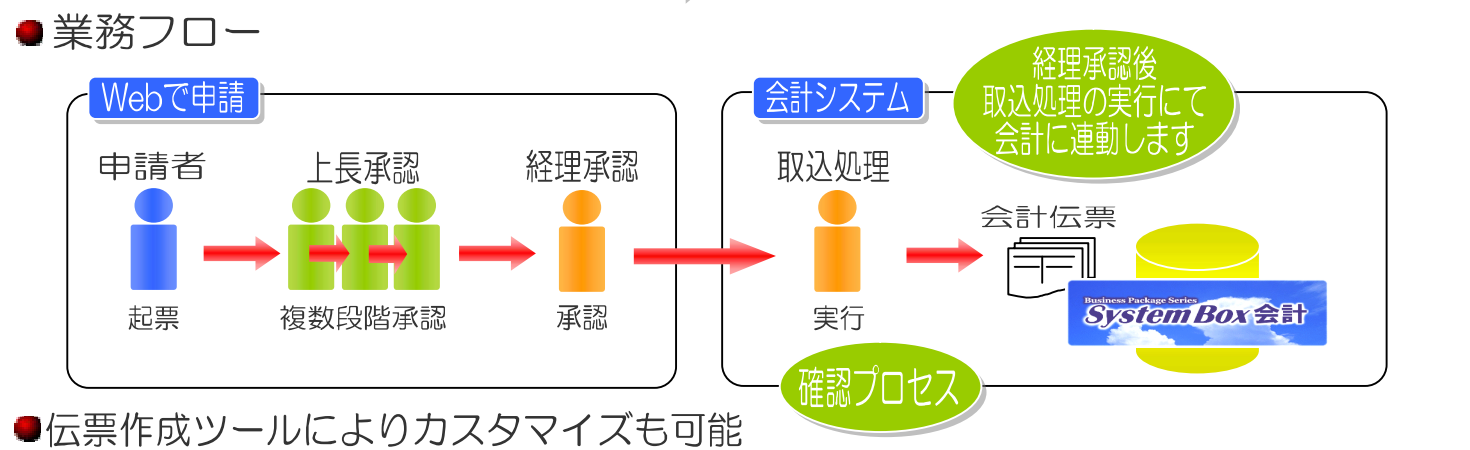 業務フロー
Webで申請
申請者
上長承認
経理承認
起票
複数段階承認
承認
会計システム
経理承認後
取込処理の実行にて
会計に連動します
取込処理
実行
会計伝票
Business Package Series
System Box 会計
確認プロセス
伝票作成ツールによりカスタマイズも可能